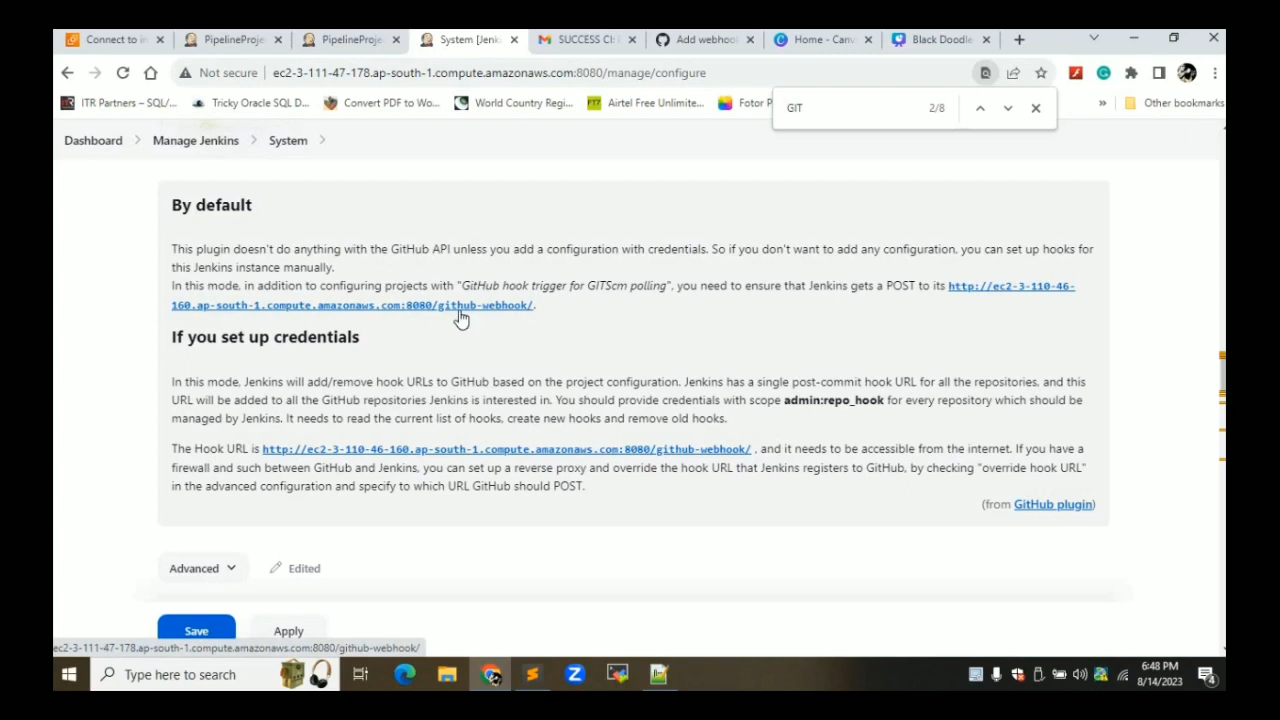 Connect to in
PipelineProje
PipelineProje
System [Jenk
SUCCESS CI:
Add webhoo
Home - Canv
Black Doodle
Not secure
ec2-3-111-47-178.ap-south-1.compute.amazonaws.com:8080/manage/configure
ITR Partners – SQL/...
Tricky Oracle SQL D...
Convert PDF to Wo...
World Country Regi...
Airtel Free Unlimite...
Fotor P
»
Other bookmarks
GIT
2/8
Dashboard
Manage Jenkins
System
By default
This plugin doesn't do anything with the GitHub API unless you add a configuration with credentials. So if you don't want to add any configuration, you can set up hooks for
this Jenkins instance manually.
In this mode, in addition to configuring projects with "GitHub hook trigger for GITScm polling", you need to ensure that Jenkins gets a POST to its http://ec2-3-110-46-
160.ap-south-1.compute.amazonaws.com:8080/github-webhook/.
If you set up credentials
In this mode, Jenkins will add/remove hook URLs to GitHub based on the project configuration. Jenkins has a single post-commit hook URL for all the repositories, and this
URL will be added to all the GitHub repositories Jenkins is interested in. You should provide credentials with scope admin:repo_hook for every repository which should be
managed by Jenkins. It needs to read the current list of hooks, create new hooks and remove old hooks.
The Hook URL is http://ec2-3-110-46-160.ap-south-1.compute.amazonaws.com:8080/github-webhook/ , and it needs to be accessible from the internet. If you have a
firewall and such between GitHub and Jenkins, you can set up a reverse proxy and override the hook URL that Jenkins registers to GitHub, by checking "override hook URL"
in the advanced configuration and specify to which URL GitHub should POST.
(from GitHub plugin)
Advanced
Edited
Save
Apply
ec2-3-111-47-178.ap-south-1.compute.amazonaws.com:8080/github-webhook/
Type here to search
6:48 PM
8/14/2023
4